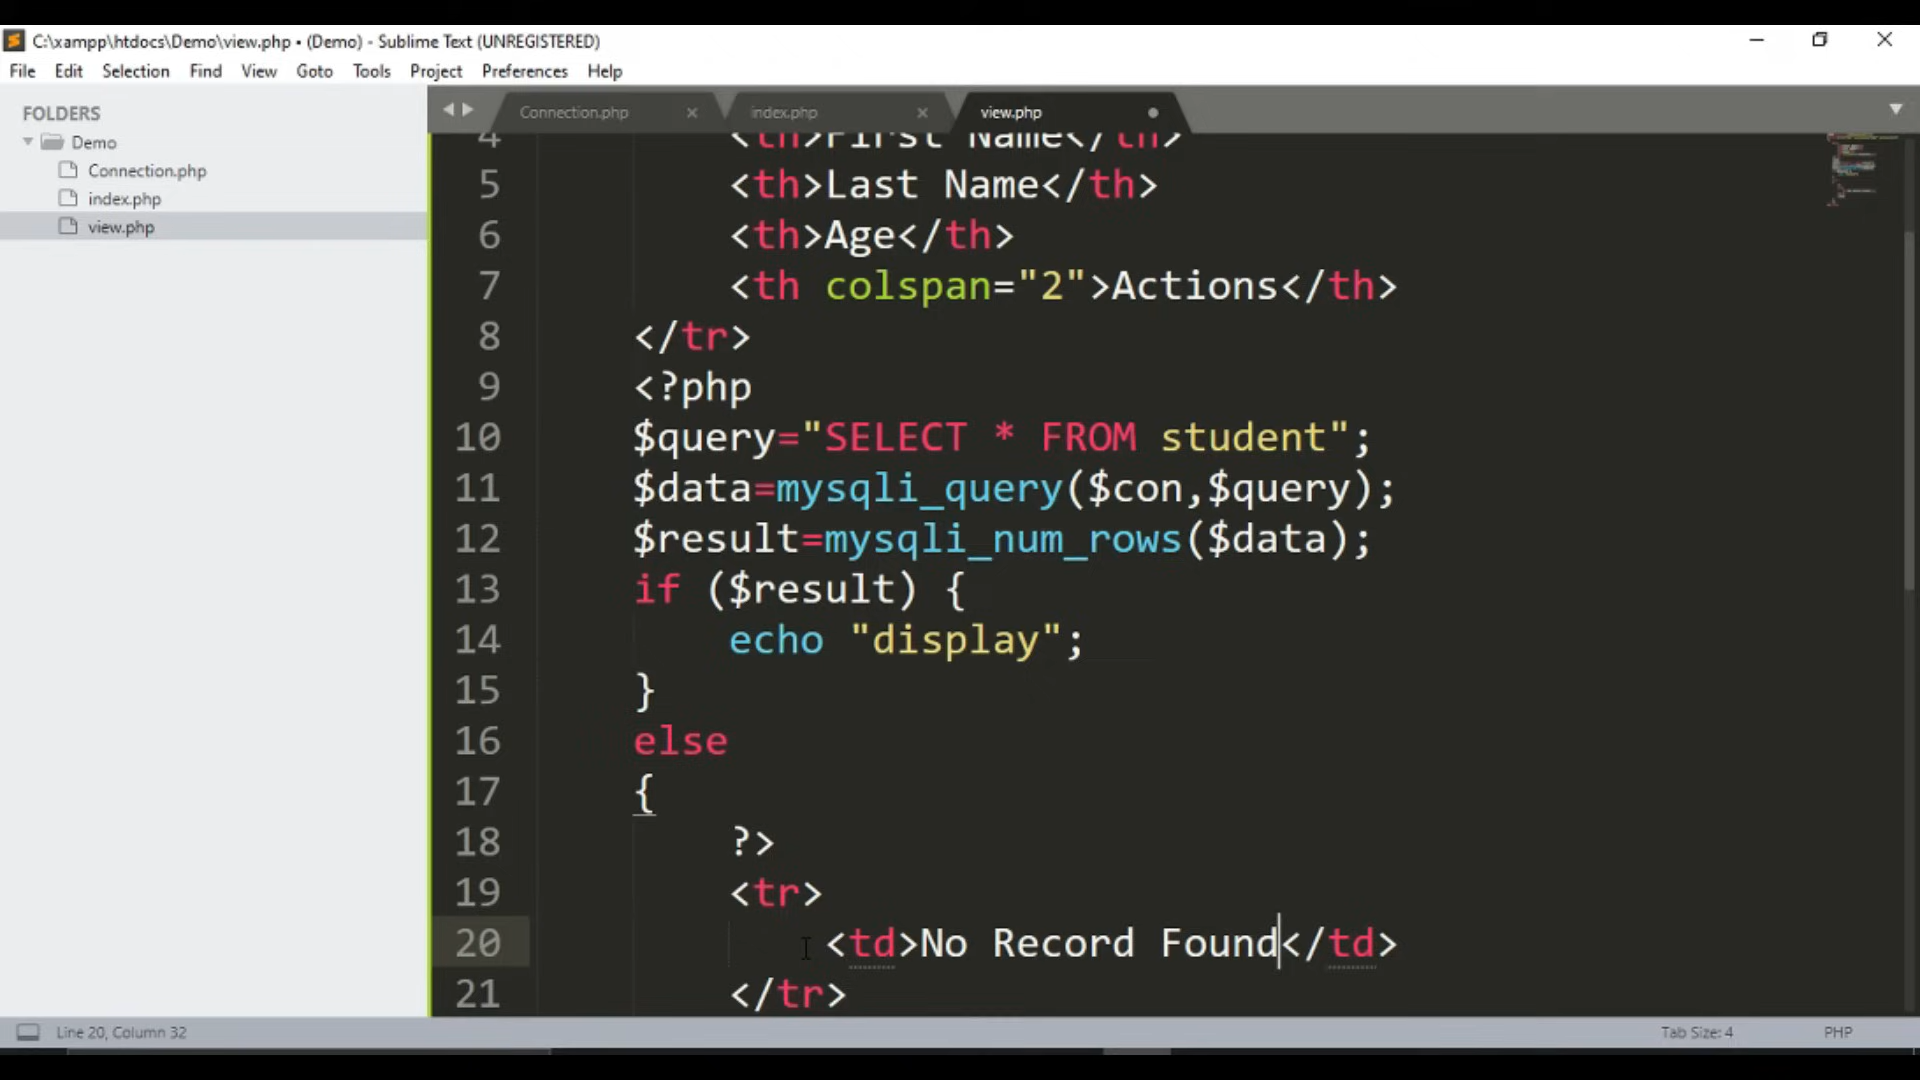 C:\xampp\htdocs\Demo\view.php • (Demo) - Sublime Text (UNREGISTERED)
File Edit Selection Find View Goto Tools Project Preferences Help
FOLDERS
Demo
Connection.php
index.php
view.php
Connection.php × index.php × view.php
4 <th>First Name</th>
5 <th>Last Name</th>
6 <th>Age</th>
7 <th colspan="2">Actions</th>
8 </tr>
9 <?php
10 $query="SELECT * FROM student";
11 $data=mysqli_query($con,$query);
12 $result=mysqli_num_rows($data);
13 if ($result) {
14 echo "display";
15 }
16 else
17 {
18 ?>
19 <tr>
20 <td>No Record Found</td>
21 </tr>
Line 20, Column 32
Tab Size: 4
PHP